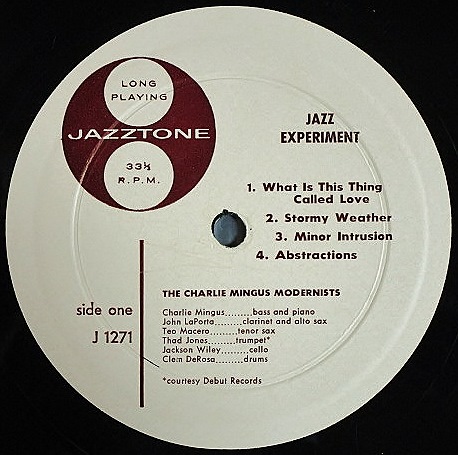 LONG
PLAYING
JAZZTONE
33⅓
R.P.M.
JAZZ
EXPERIMENT
1. What Is This Thing
Called Love
2. Stormy Weather
3. Minor Intrusion
4. Abstractions
side one
J 1271
THE CHARLIE MINGUS MODERNISTS
Charlie Mingus........bass and piano
John LaPorta........clarinet and alto sax
Teo Macero........tenor sax
Thad Jones........trumpet*
Jackson Wiley........cello
Clem DeRosa........drums
*courtesy Debut Records